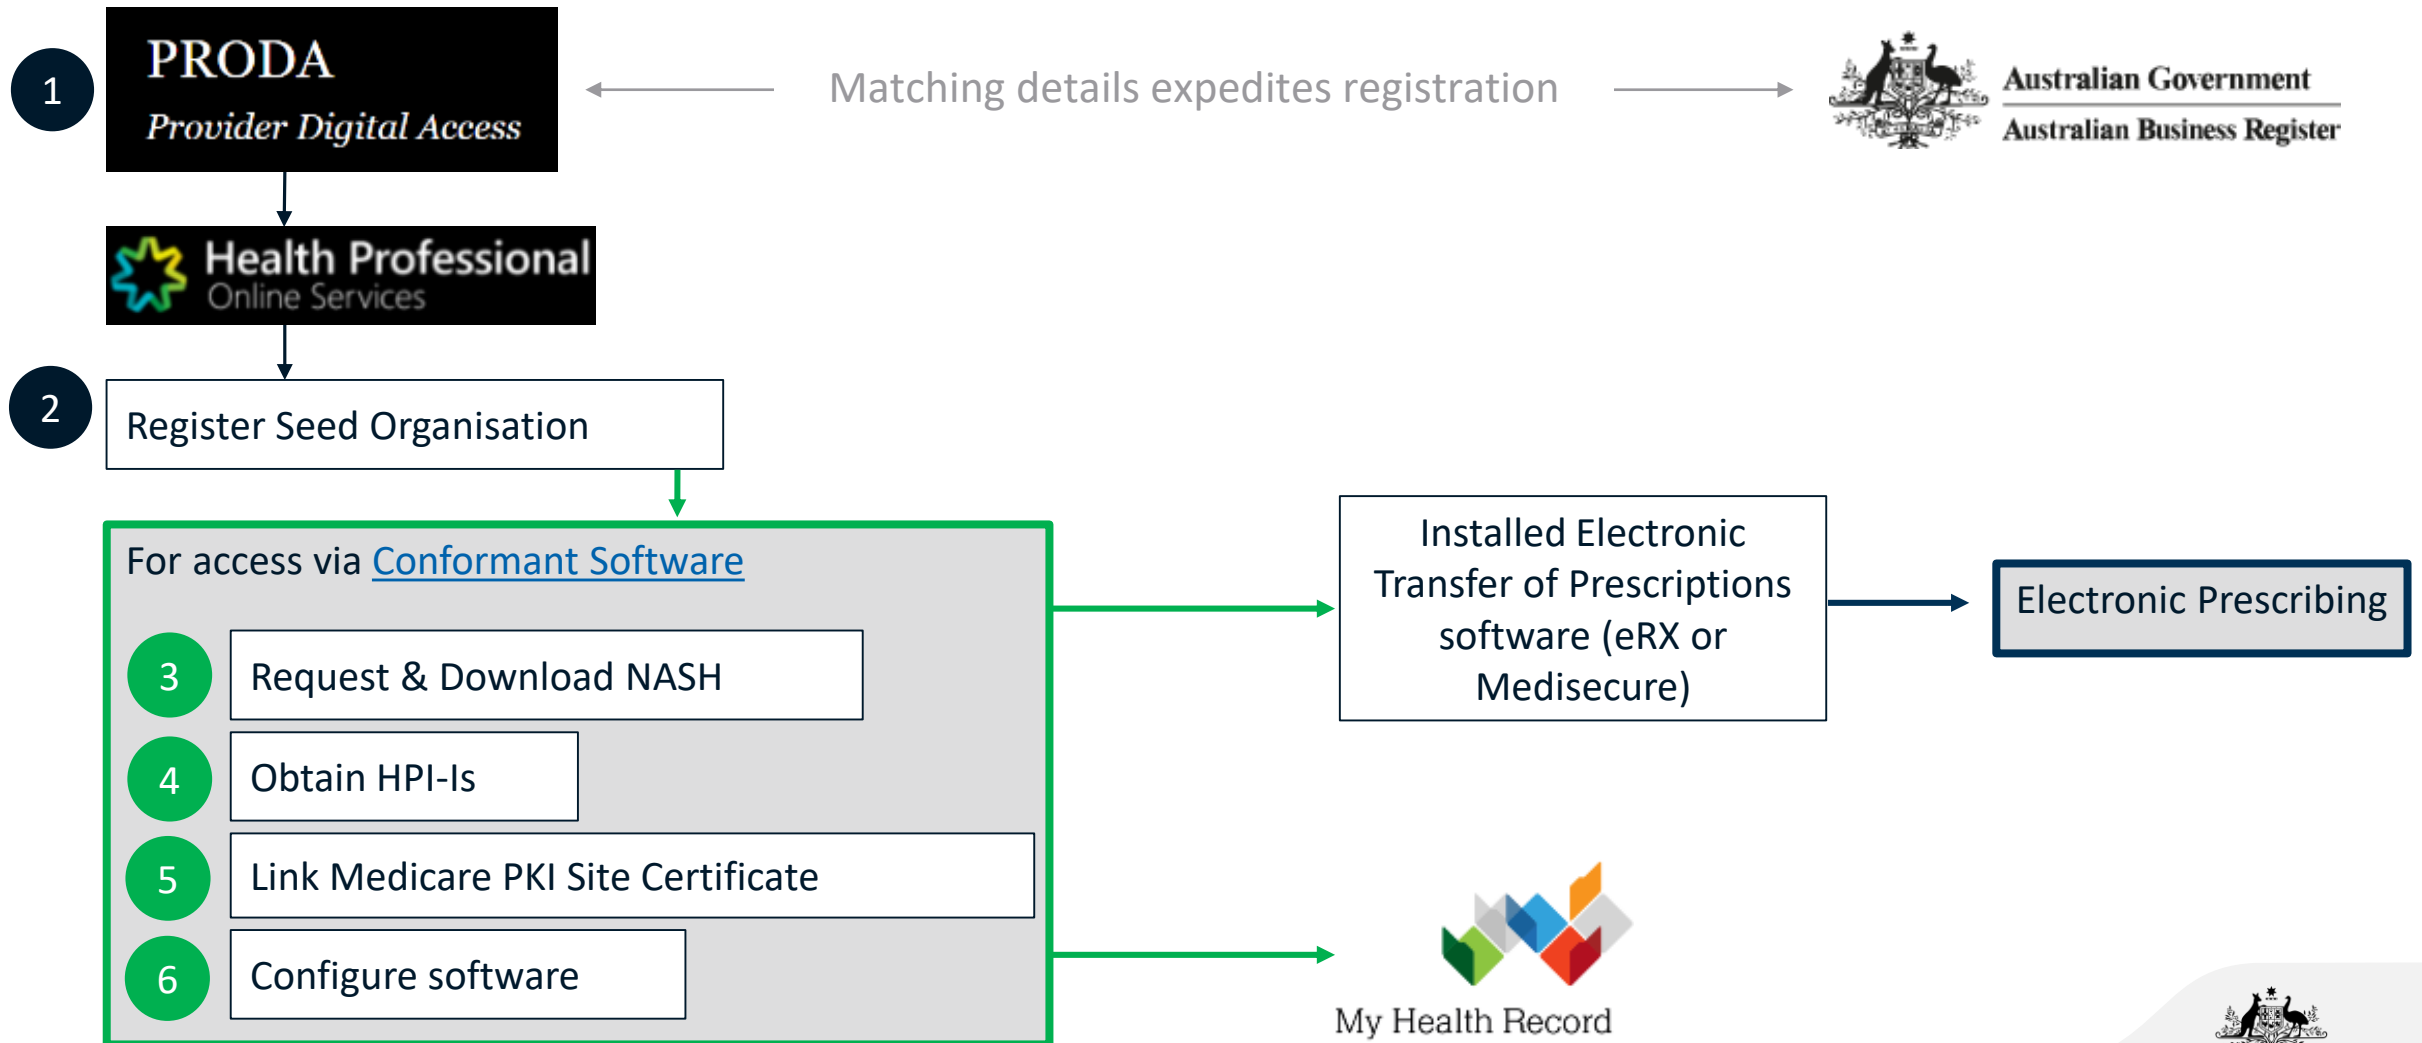 1
PRODA
Provider Digital Access
Matching details expedites registration
Australian Government
Australian Business Register
Health Professional
Online Services
2
Register Seed Organisation
For access via Conformant Software
3
Request & Download NASH
4
Obtain HPI-Is
5
Link Medicare PKI Site Certificate
6
Configure software
Installed Electronic
Transfer of Prescriptions
software (eRX or
Medisecure)
Electronic Prescribing
My Health Record